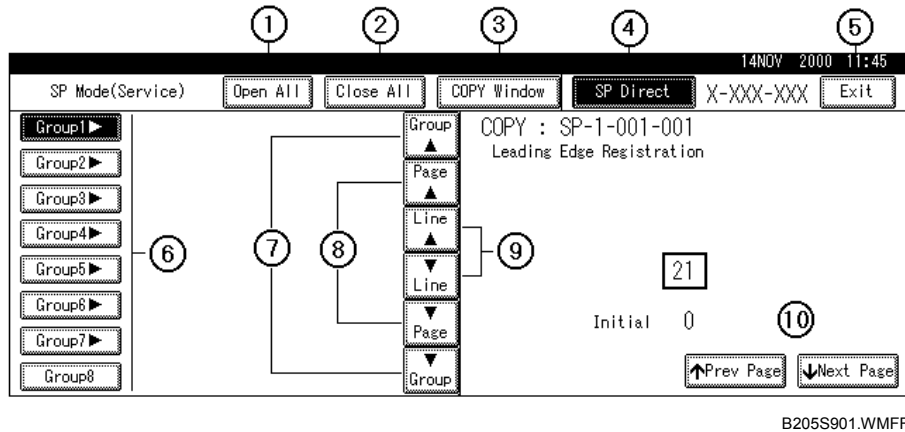 1 2 3 4 5
14NOV 2000 11:45
SP Mode(Service) Open All Close All COPY Window SP Direct X-XXX-XXX Exit
Group1▶
Group2▶
Group3▶
Group4▶
Group5▶
Group6▶
Group7▶
Group8
6
7
8
Group
▲
Page
▲
Line
▲
▼
Line
▼
Page
▼
Group
9
COPY : SP-1-001-001
Leading Edge Registration
21
Initial 0
10
↑Prev Page ↓Next Page
B205S901.WMF